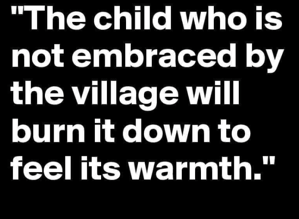 "The child who is
not embraced by
the village will
burn it down to
feel its warmth."